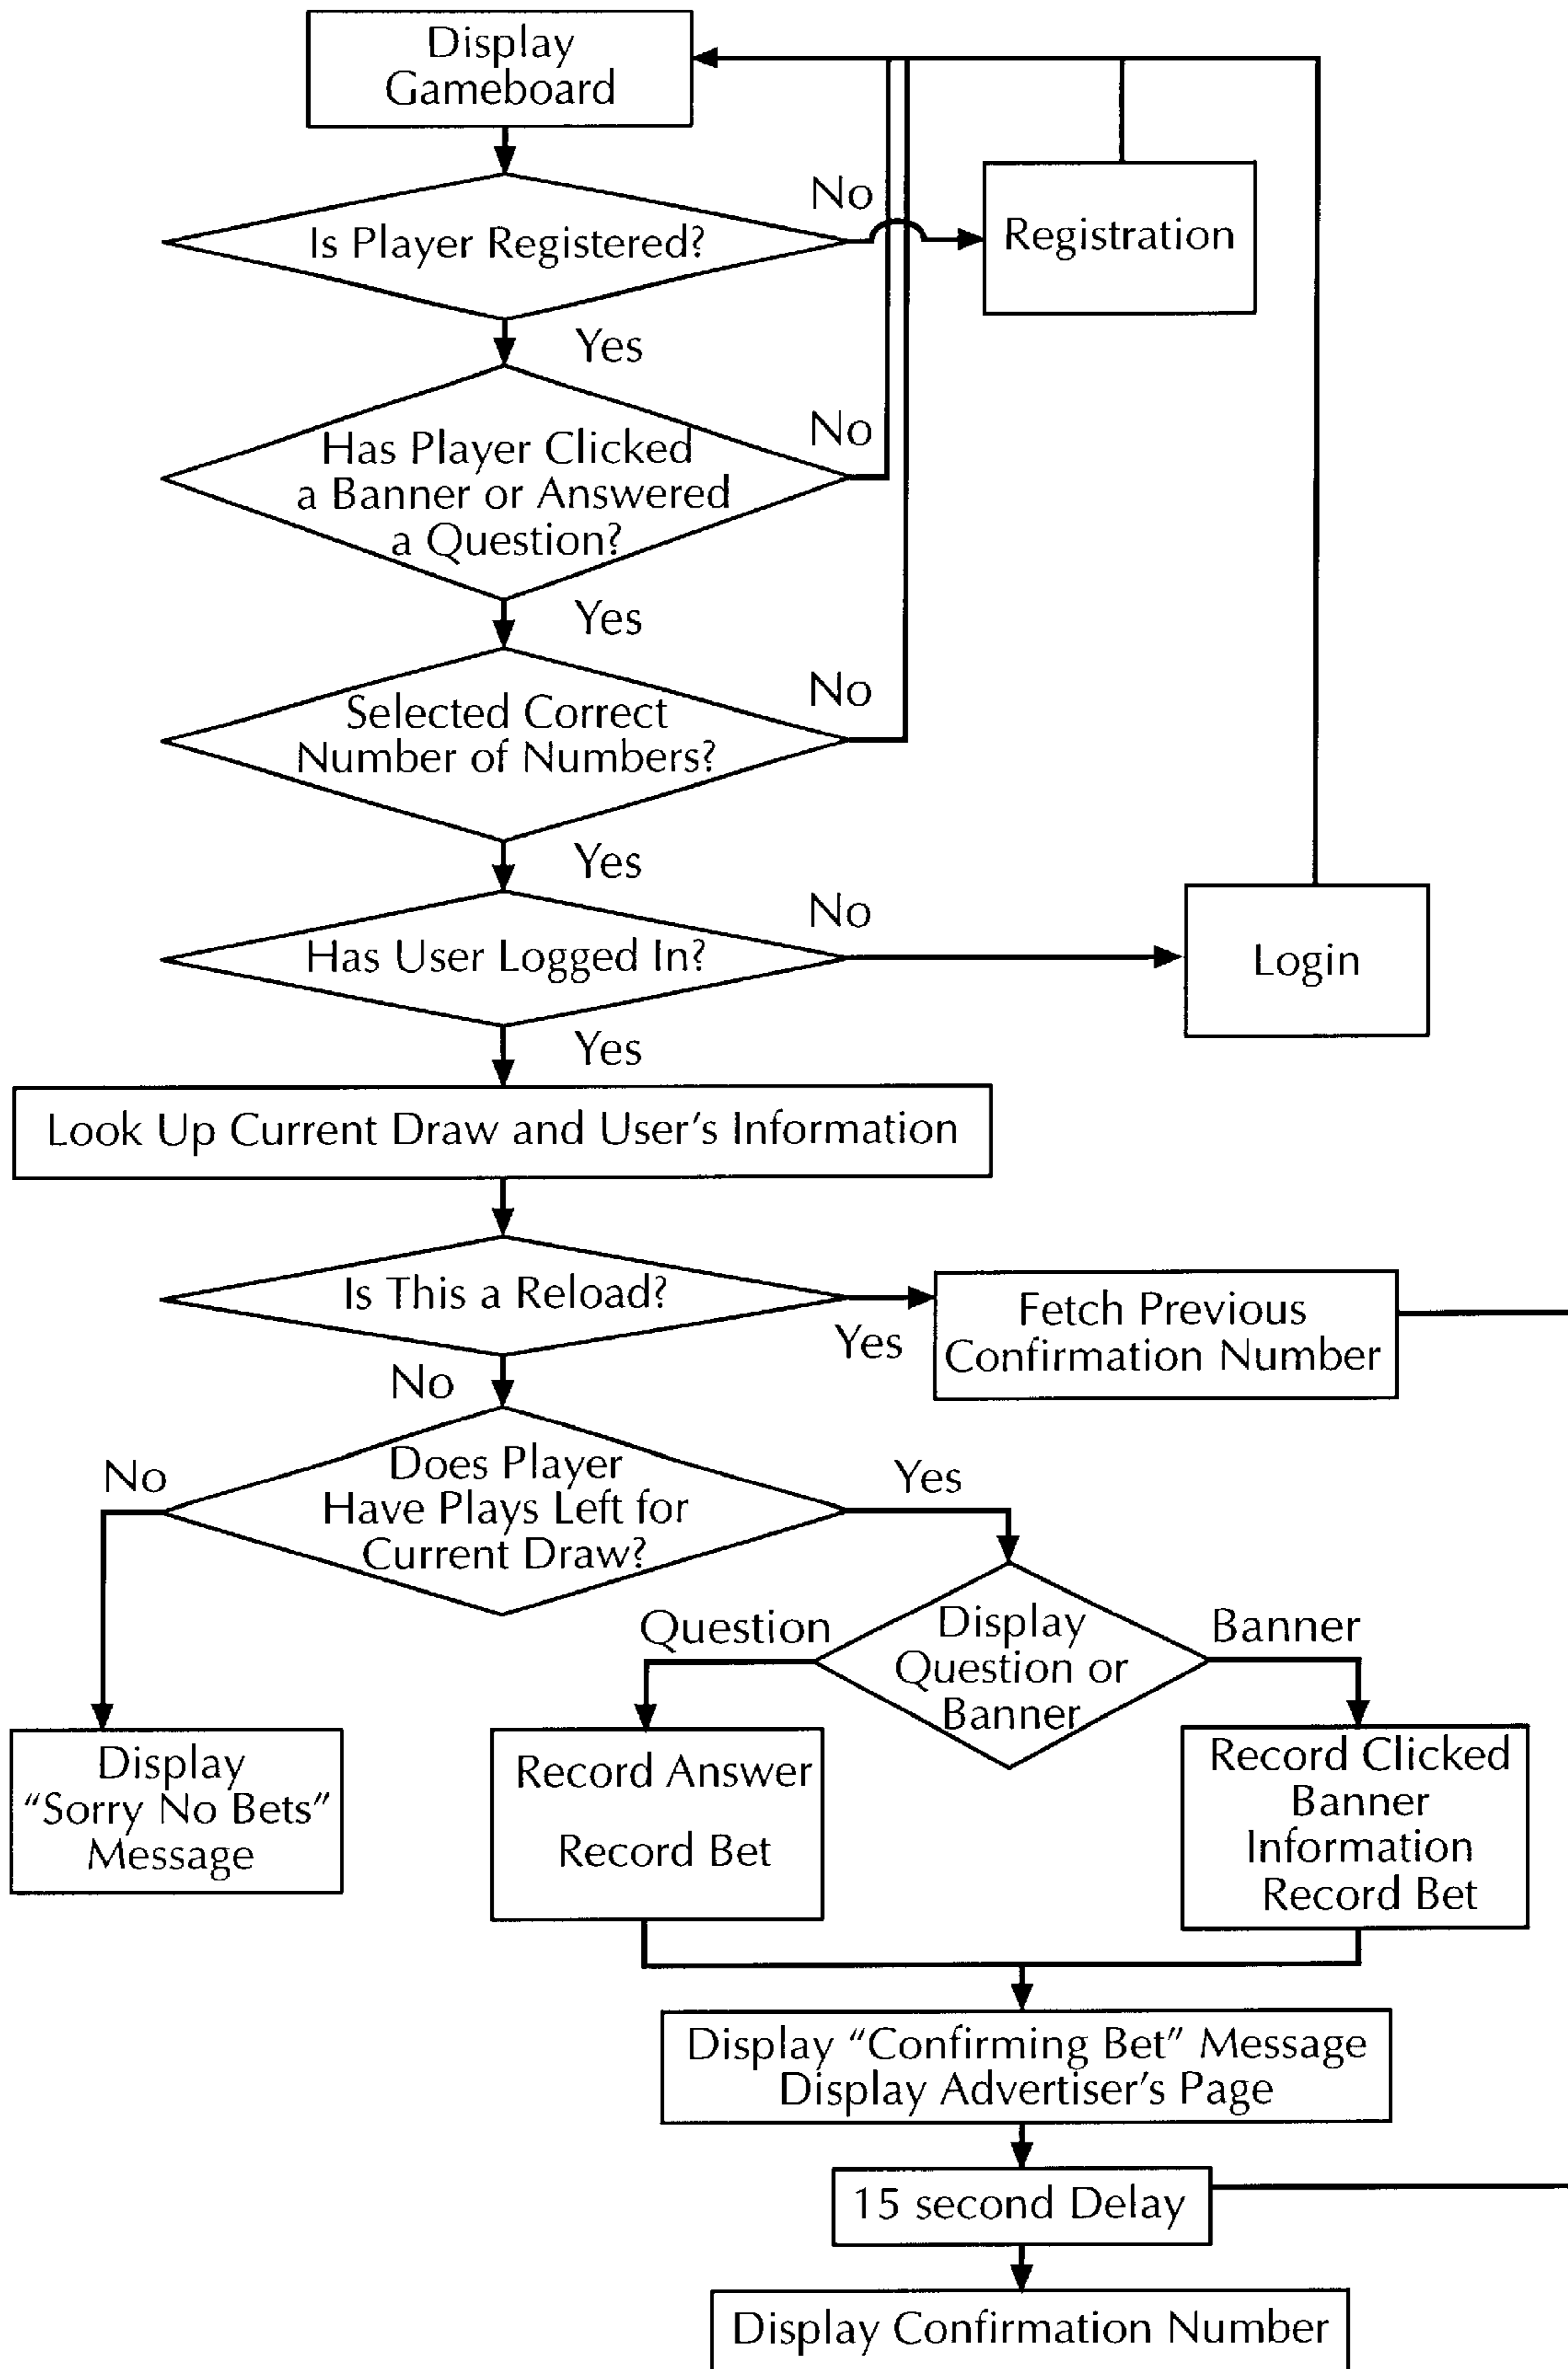 Display
Gameboard
No
Is Player Registered?
Registration
Yes
No
Has Player Clicked
a Banner or Answered
a Question?
Yes
No
Selected Correct
Number of Numbers?
Yes
No
Has User Logged In?
Login
Yes
Look Up Current Draw and User's Information
Is This a Reload?
Yes
Fetch Previous
Confirmation Number
No
No
Does Player
Have Plays Left for
Current Draw?
Yes
Question
Display
Question or
Banner
Banner
Display
"Sorry No Bets"
Message
Record Answer
Record Bet
Record Clicked
Banner
Information
Record Bet
Display "Confirming Bet" Message
Display Advertiser's Page
15 second Delay
Display Confirmation Number